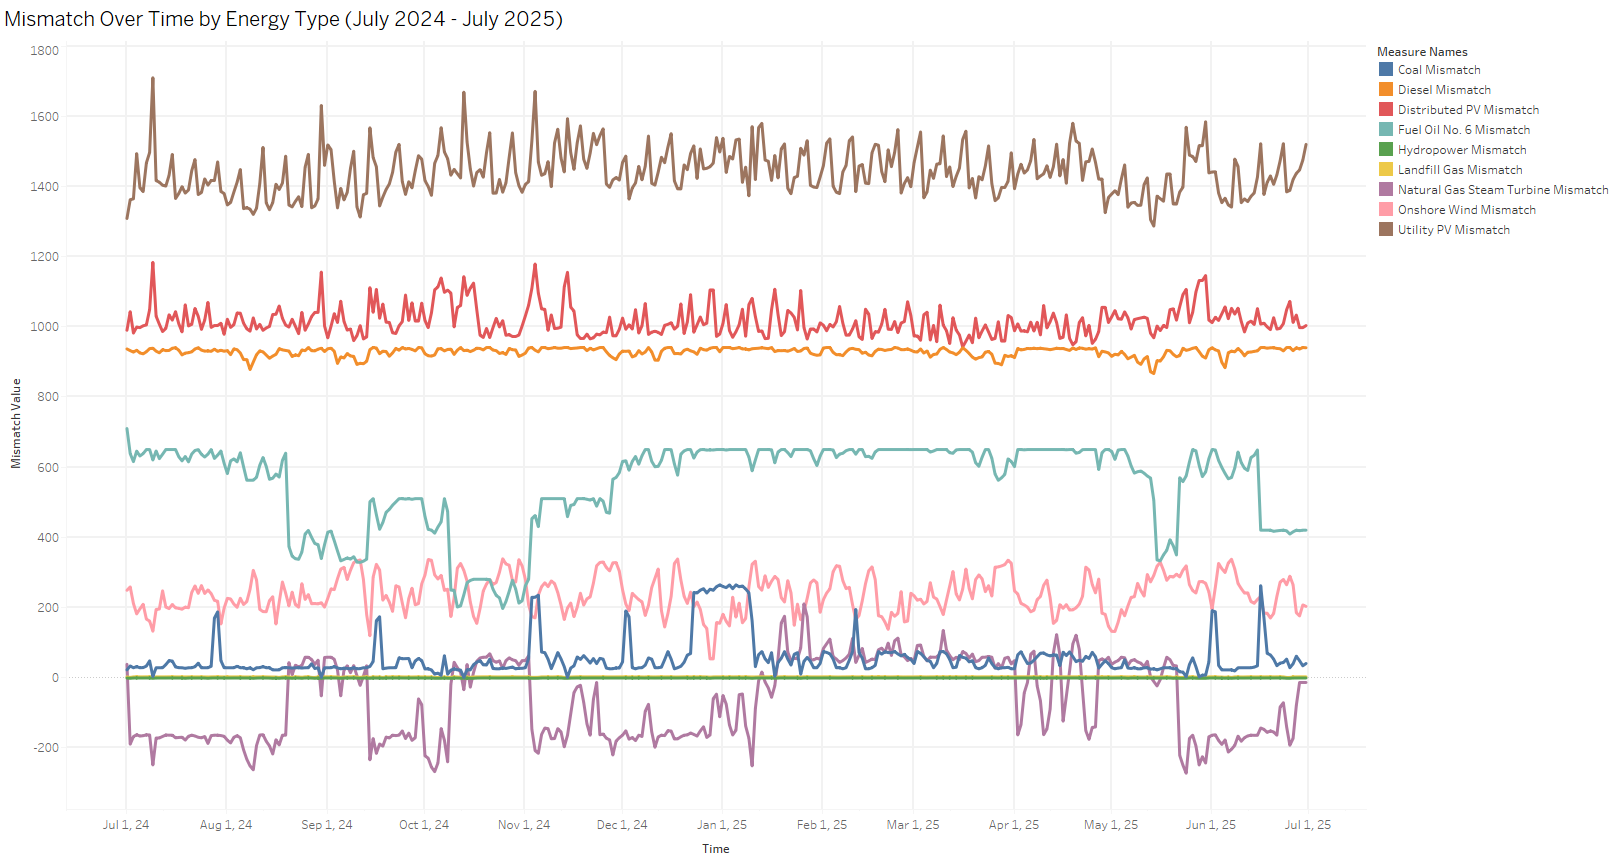 Mismatch Over Time by Energy Type (July 2024 - July 2025)
Measure Names
Coal Mismatch
Diesel Mismatch
Distributed PV Mismatch
Fuel Oil No. 6 Mismatch
Hydropower Mismatch
Landfill Gas Mismatch
Natural Gas Steam Turbine Mismatch
Onshore Wind Mismatch
Utility PV Mismatch
Mismatch Value
1800
1600
1400
1200
1000
800
600
400
200
0
-200
Jul 1, 24
Aug 1, 24
Sep 1, 24
Oct 1, 24
Nov 1, 24
Dec 1, 24
Jan 1, 25
Feb 1, 25
Mar 1, 25
Apr 1, 25
May 1, 25
Jun 1, 25
Jul 1, 25
Time